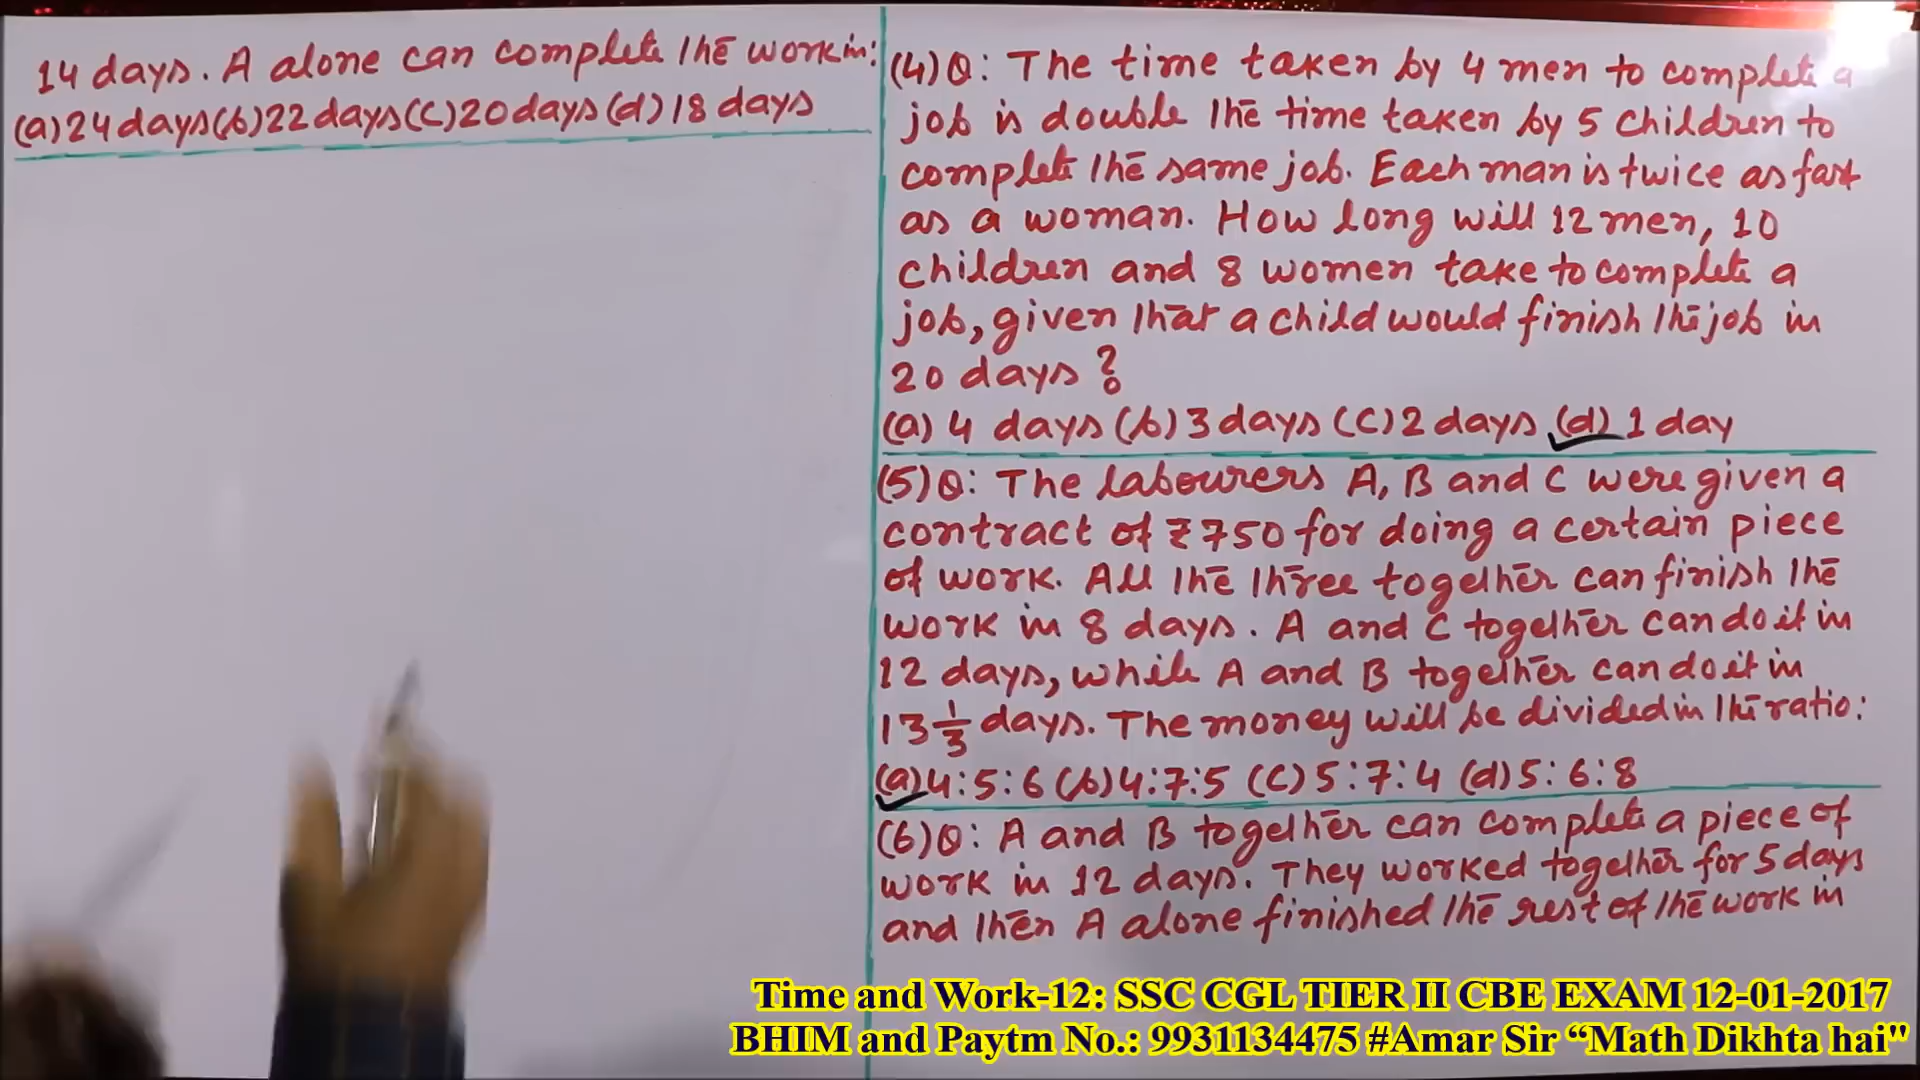 14 days. A alone can complete the work in:
(a) 24 days (b) 22 days (c) 20 days (d) 18 days
(4) Q: The time taken by 4 men to complete a
job is double the time taken by 5 children to
complete the same job. Each man is twice as fast
as a woman. How long will 12 men, 10
children and 8 women take to complete a
job, given that a child would finish the job in
20 days?
(a) 4 days (b) 3 days (c) 2 days (d) 1 day
(5) Q: The labourers A, B and C were given a
contract of ₹750 for doing a certain piece
of work. All the three together can finish the
work in 8 days. A and C together can do it in
12 days, while A and B together can do it in
13 1/3 days. The money will be divided in the ratio:
(a) 4:5:6 (b) 4:7:5 (c) 5:7:4 (d) 5:6:8
(6) Q: A and B together can complete a piece of
work in 12 days. They worked together for 5 days
and then A alone finished the rest of the work in
Time and Work-12: SSC CGL TIER II CBE EXAM 12-01-2017
BHIM and Paytm No.: 9931134475 #Amar Sir “Math Dikhta hai"